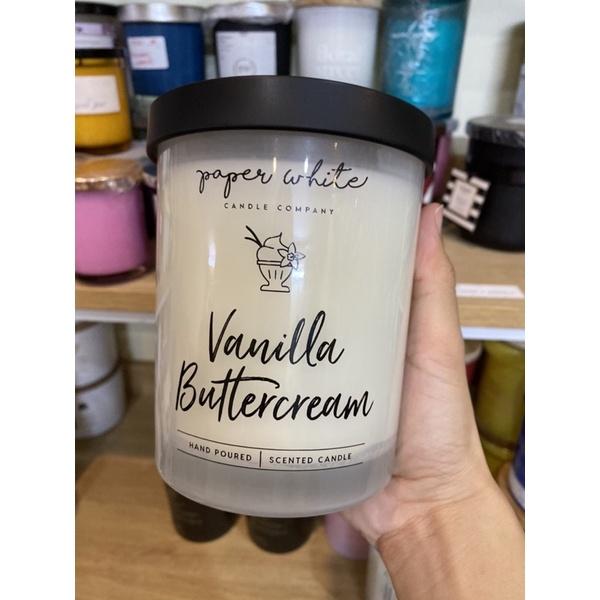 paper white
CANDLE COMPANY
Vanilla
Buttercream
HAND POURED | SCENTED CANDLE